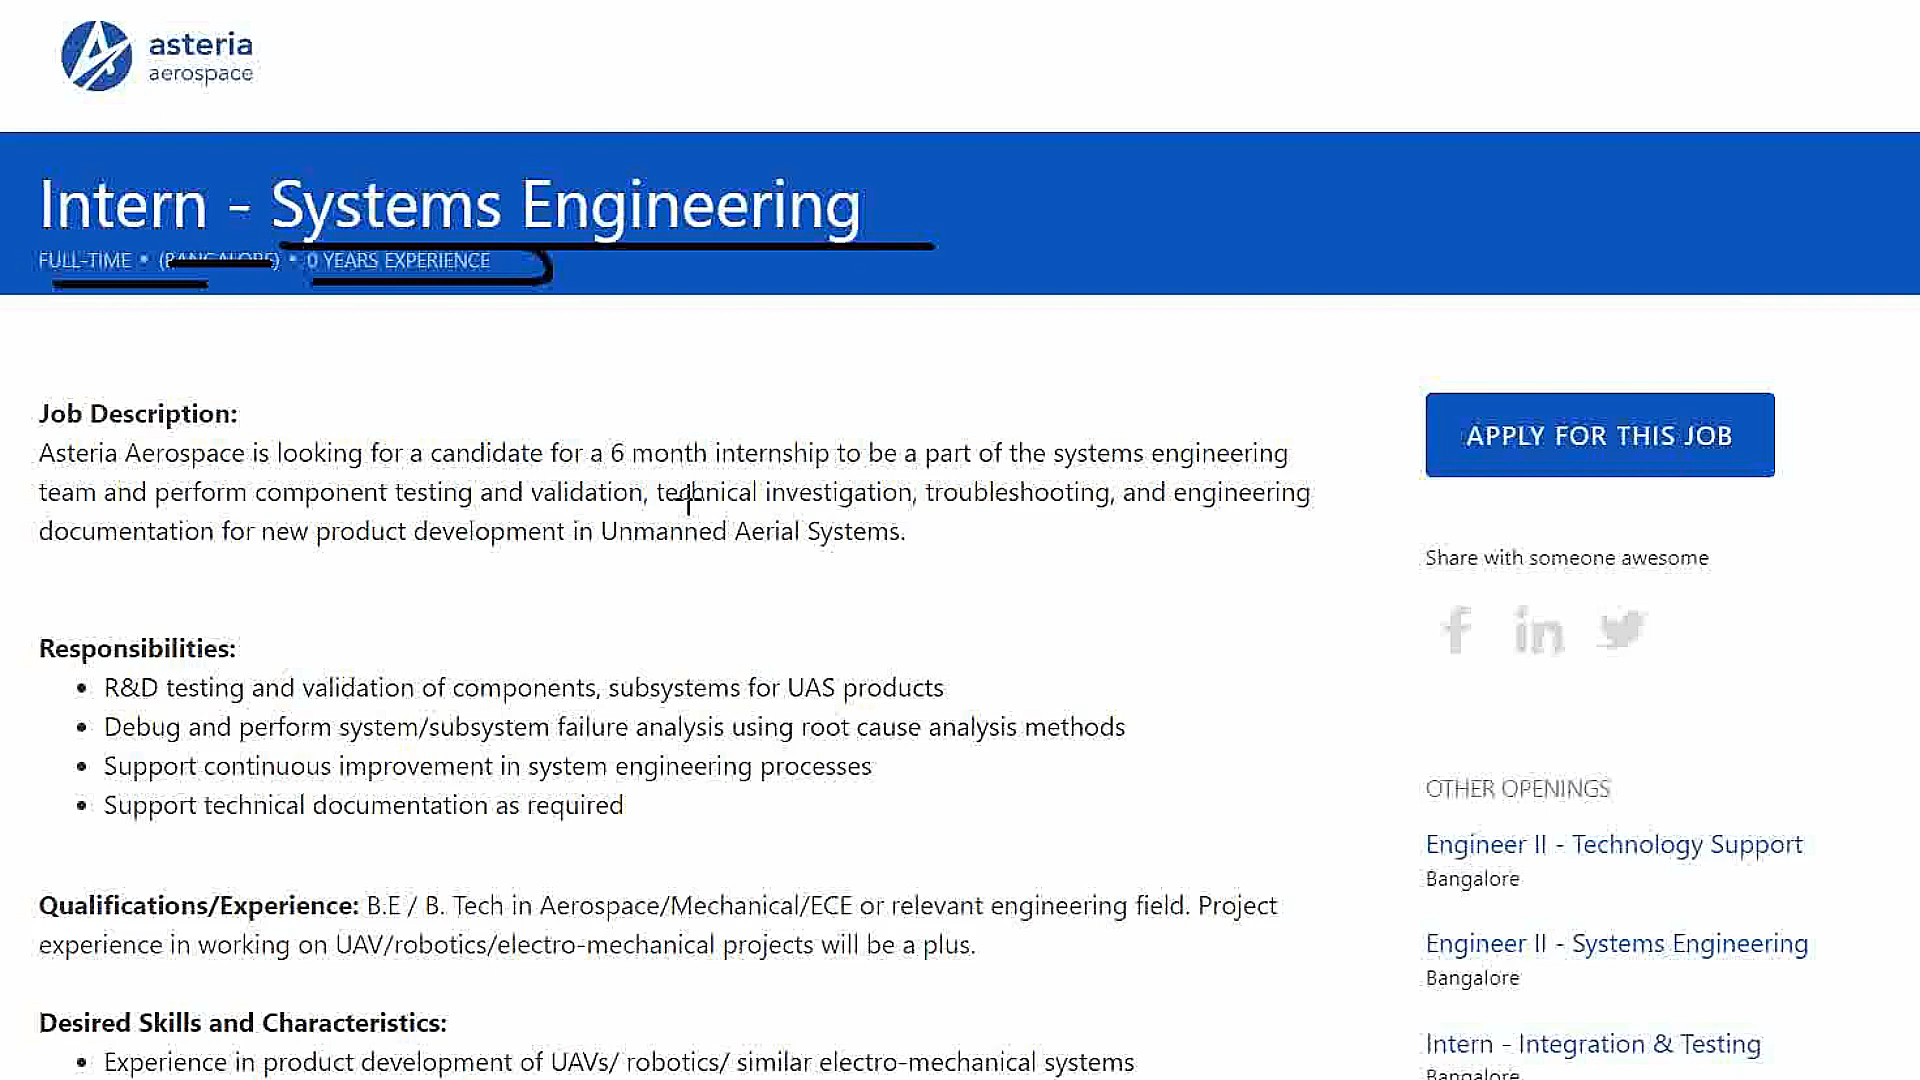 asteria
aerospace
Intern - Systems Engineering
FULL-TIME • (BANGALORE) • 0 YEARS EXPERIENCE
Job Description:
Asteria Aerospace is looking for a candidate for a 6 month internship to be a part of the systems engineering
team and perform component testing and validation, technical investigation, troubleshooting, and engineering
documentation for new product development in Unmanned Aerial Systems.
Responsibilities:
• R&D testing and validation of components, subsystems for UAS products
• Debug and perform system/subsystem failure analysis using root cause analysis methods
• Support continuous improvement in system engineering processes
• Support technical documentation as required
Qualifications/Experience: B.E / B. Tech in Aerospace/Mechanical/ECE or relevant engineering field. Project
experience in working on UAV/robotics/electro-mechanical projects will be a plus.
Desired Skills and Characteristics:
• Experience in product development of UAVs/ robotics/ similar electro-mechanical systems
APPLY FOR THIS JOB
Share with someone awesome
OTHER OPENINGS
Engineer II - Technology Support
Bangalore
Engineer II - Systems Engineering
Bangalore
Intern - Integration & Testing
Bangalore